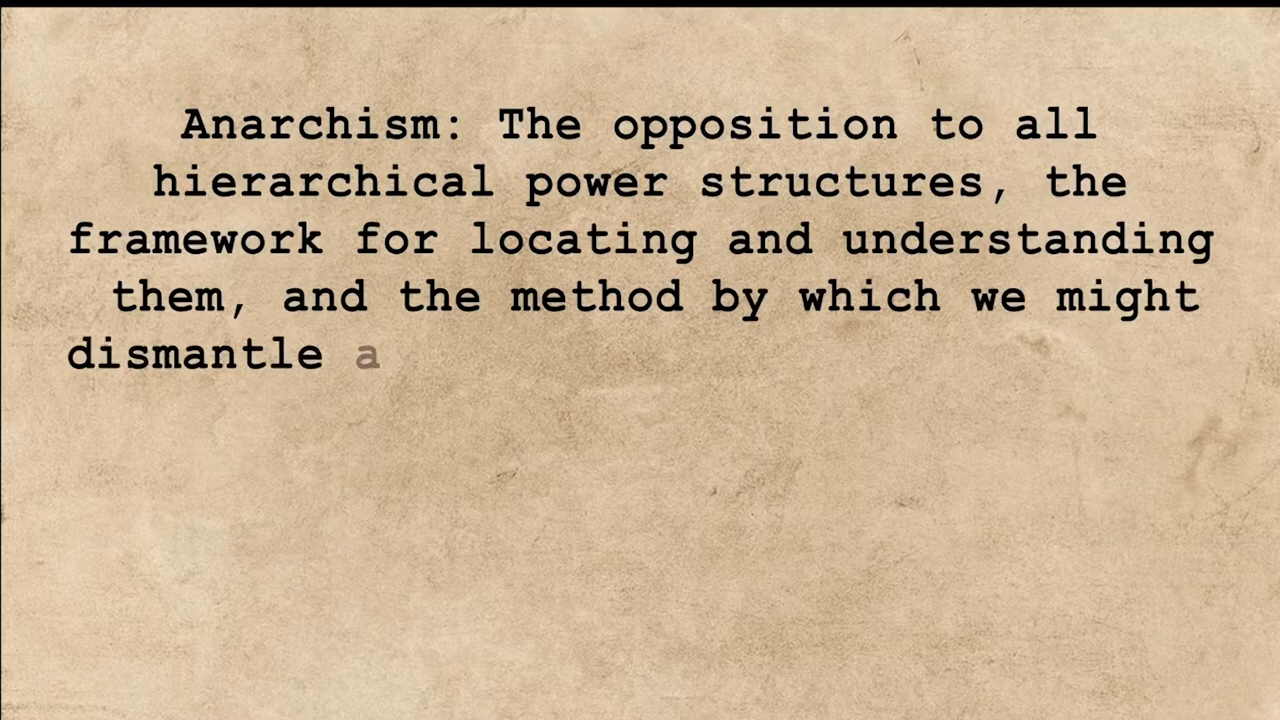 Anarchism: The opposition to all
hierarchical power structures, the
framework for locating and understanding
them, and the method by which we might
dismantle a